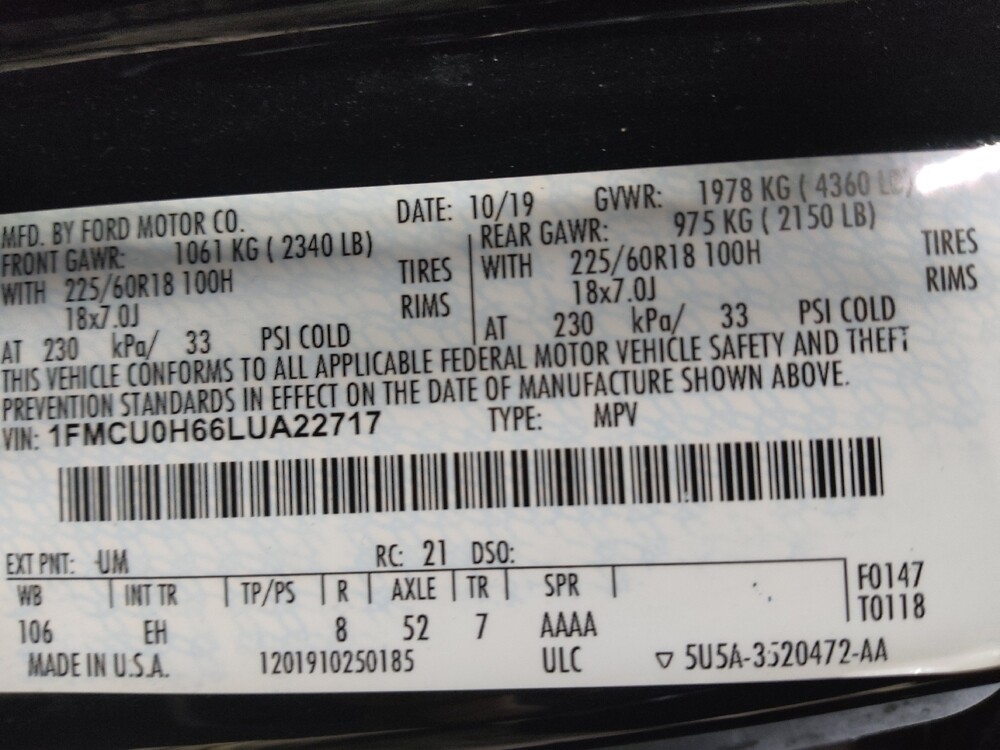 MFD. BY FORD MOTOR CO. DATE: 10/19 GVWR: 1978 KG ( 4360 LB)
FRONT GAWR: 1061 KG ( 2340 LB) REAR GAWR: 975 KG ( 2150 LB)
WITH 225/60R18 100H TIRES WITH 225/60R18 100H TIRES
18x7.0J RIMS 18x7.0J RIMS
AT 230 kPa/ 33 PSI COLD AT 230 kPa/ 33 PSI COLD
THIS VEHICLE CONFORMS TO ALL APPLICABLE FEDERAL MOTOR VEHICLE SAFETY AND THEFT
PREVENTION STANDARDS IN EFFECT ON THE DATE OF MANUFACTURE SHOWN ABOVE.
VIN: 1FMCU0H66LUA22717 TYPE: MPV
EXT PNT: UM RC: 21 DSO:
WB INT TR TP/PS R AXLE TR SPR F0147
106 EH 8 52 7 AAAA T0118
MADE IN U.S.A. 1201910250185 ULC ▽ 5U5A-3520472-AA